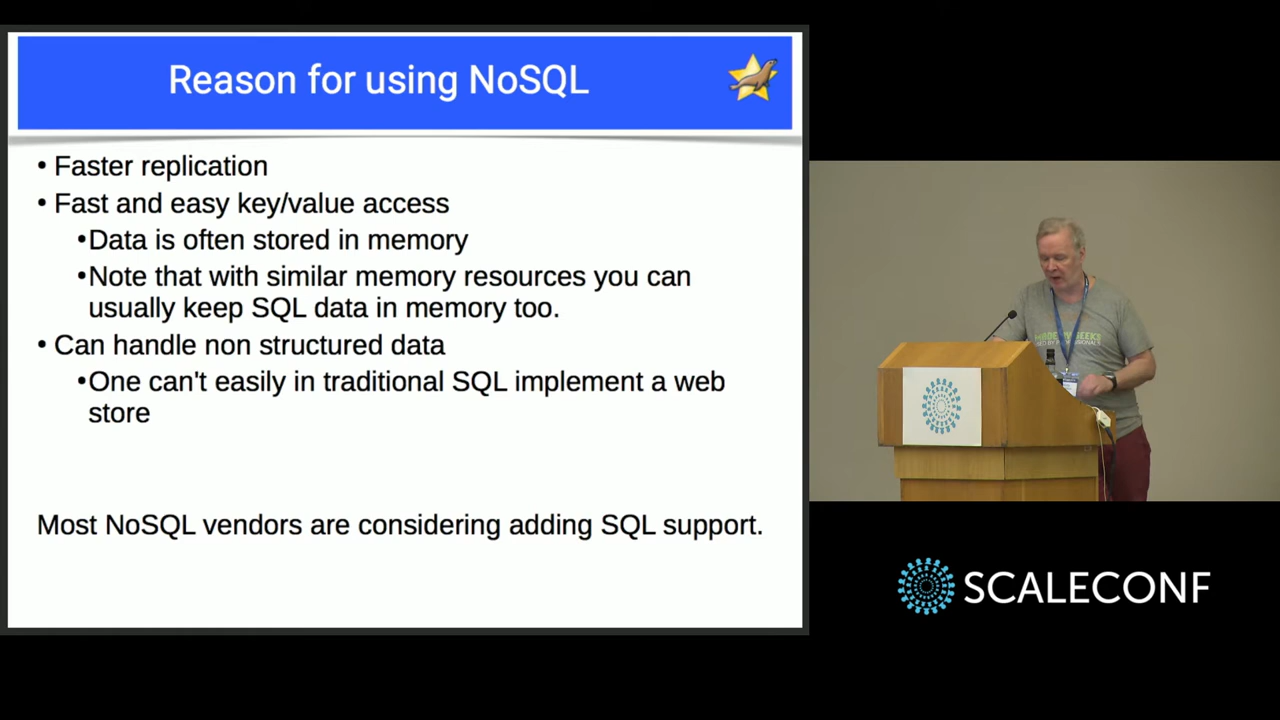 Reason for using NoSQL
• Faster replication
• Fast and easy key/value access
•Data is often stored in memory
•Note that with similar memory resources you can
usually keep SQL data in memory too.
• Can handle non structured data
•One can't easily in traditional SQL implement a web
store
Most NoSQL vendors are considering adding SQL support.
SCALECONF